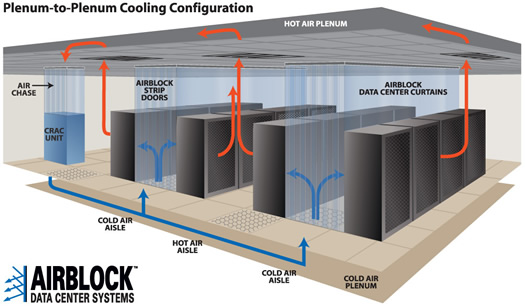 Plenum-to-Plenum Cooling Configuration
HOT AIR PLENUM
AIR
CHASE
AIRBLOCK
STRIP
DOORS
AIRBLOCK
DATA CENTER CURTAINS
CRAC
UNIT
COLD AIR
AISLE
HOT AIR
AISLE
COLD AIR
AISLE
COLD AIR
PLENUM
AIRBLOCK™
DATA CENTER SYSTEMS